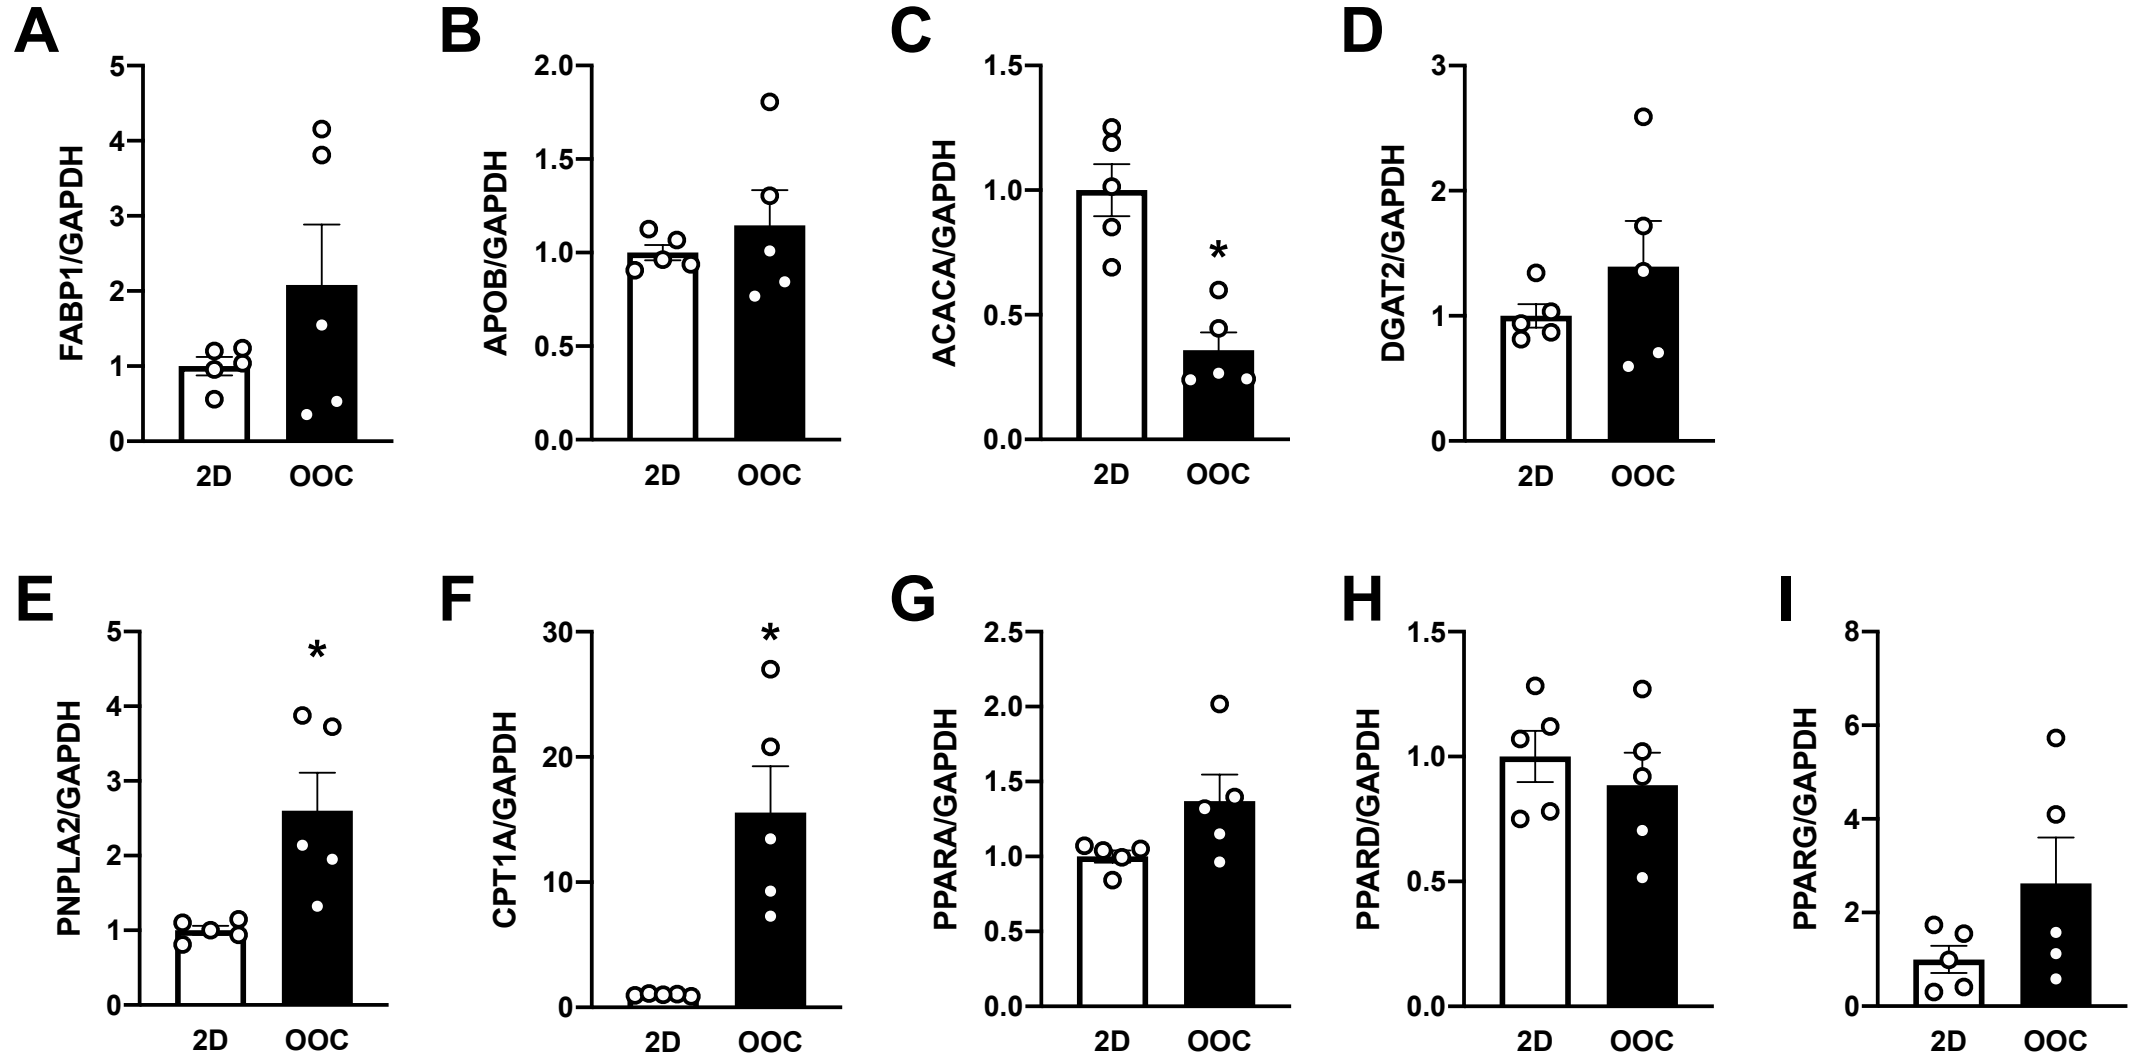 A
FABP1/GAPDH
5
4
3
2
1
0
2D OOC
B
APOB/GAPDH
2.0
1.5
1.0
0.5
0.0
2D OOC
C
ACACA/GAPDH
1.5
1.0
0.5
0.0
*
2D OOC
D
DGAT2/GAPDH
3
2
1
0
2D OOC
E
PNPLA2/GAPDH
5
4
3
2
1
0
*
2D OOC
F
CPT1A/GAPDH
30
20
10
0
*
2D OOC
G
PPARA/GAPDH
2.5
2.0
1.5
1.0
0.5
0.0
2D OOC
H
PPARD/GAPDH
1.5
1.0
0.5
0.0
2D OOC
I
PPARG/GAPDH
8
6
4
2
0
2D OOC